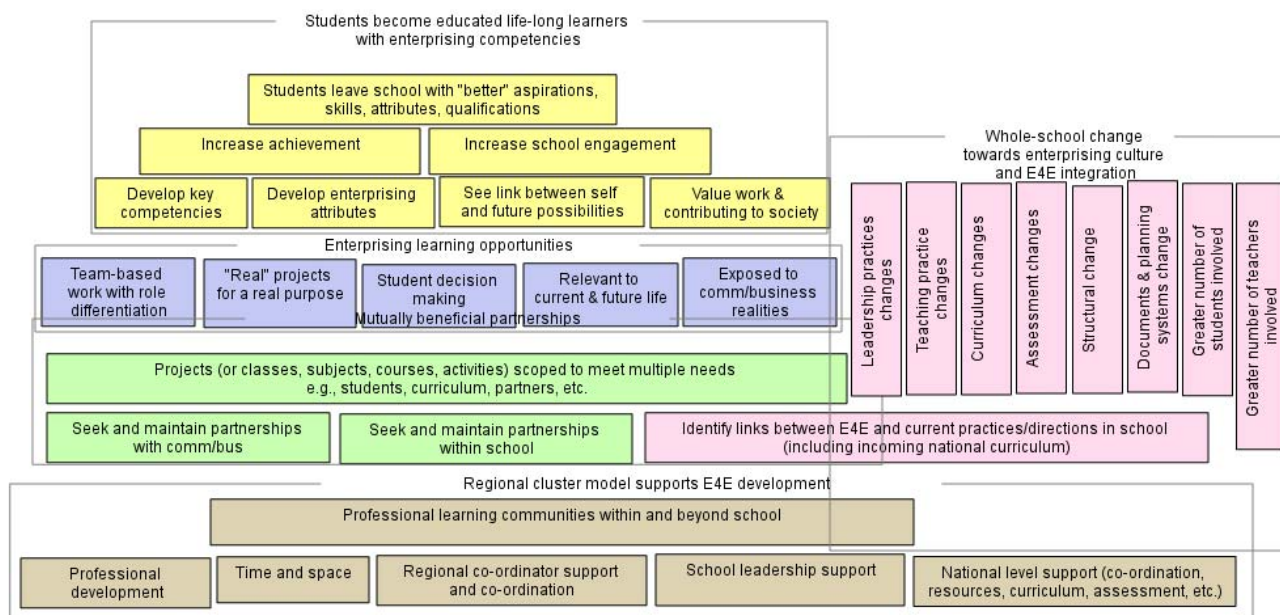 Students become educated life-long learners
with enterprising competencies
Students leave school with "better" aspirations,
skills, attributes, qualifications
Increase achievement
Increase school engagement
Develop key
competencies
Develop enterprising
attributes
See link between self
and future possibilities
Value work &
contributing to society
Enterprising learning opportunities
Team-based
work with role
differentiation
"Real" projects
for a real purpose
Student decision
making
Relevant to
current & future life
Exposed to
comm/business
realities
Mutually beneficial partnerships
Projects (or classes, subjects, courses, activities) scoped to meet multiple needs
e.g., students, curriculum, partners, etc.
Seek and maintain partnerships
with comm/bus
Seek and maintain partnerships
within school
Whole-school change
towards enterprising culture
and E4E integration
Leadership practices
changes
Teaching practice
changes
Curriculum changes
Assessment changes
Structural change
Documents & planning
systems change
Greater number of
students involved
Greater number of teachers
involved
Identify links between E4E and current practices/directions in school
(including incoming national curriculum)
Regional cluster model supports E4E development
Professional learning communities within and beyond school
Professional
development
Time and space
Regional co-ordinator support
and co-ordination
School leadership support
National level support (co-ordination,
resources, curriculum, assessment, etc.)